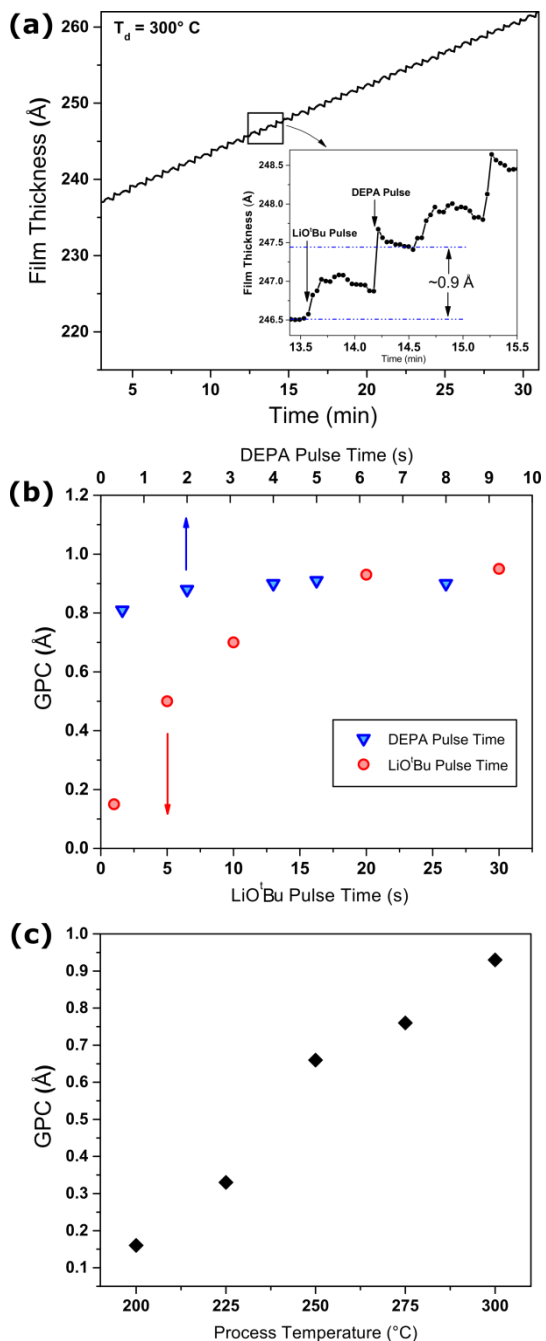 (a)
T_d = 300° C
260
250
240
230
220
Film Thickness (Å)
5
10
15
20
25
30
Time (min)
248.5
248.0
247.5
247.0
246.5
Film Thickness (Å)
DEPA Pulse
LiOᵗBu Pulse
~0.9 Å
13.5
14.0
14.5
15.0
15.5
Time (min)
(b)
DEPA Pulse Time (s)
0 1 2 3 4 5 6 7 8 9 10
1.2
1.0
0.8
0.6
0.4
0.2
0.0
GPC (Å)
DEPA Pulse Time
LiOᵗBu Pulse Time
0 5 10 15 20 25 30
LiOᵗBu Pulse Time (s)
(c)
1.0
0.9
0.8
0.7
0.6
0.5
0.4
0.3
0.2
0.1
GPC (Å)
200 225 250 275 300
Process Temperature (°C)